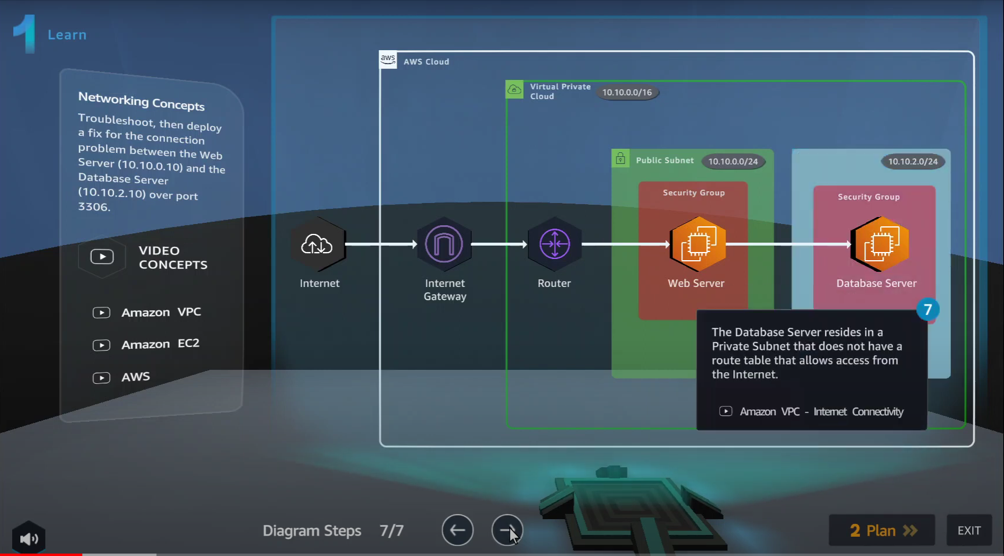 1 Learn
Networking Concepts
Troubleshoot, then deploy
a fix for the connection
problem between the Web
Server (10.10.0.10) and the
Database Server
(10.10.2.10) over port
3306.
VIDEO
CONCEPTS
Amazon VPC
Amazon EC2
AWS
aws
AWS Cloud
Virtual Private
Cloud
10.10.0.0/16
Public Subnet
10.10.0.0/24
10.10.2.0/24
Security Group
Security Group
Internet
Internet
Gateway
Router
Web Server
Database Server
7
The Database Server resides in a
Private Subnet that does not have a
route table that allows access from
the Internet.
Amazon VPC - Internet Connectivity
Diagram Steps 7/7
2 Plan
EXIT